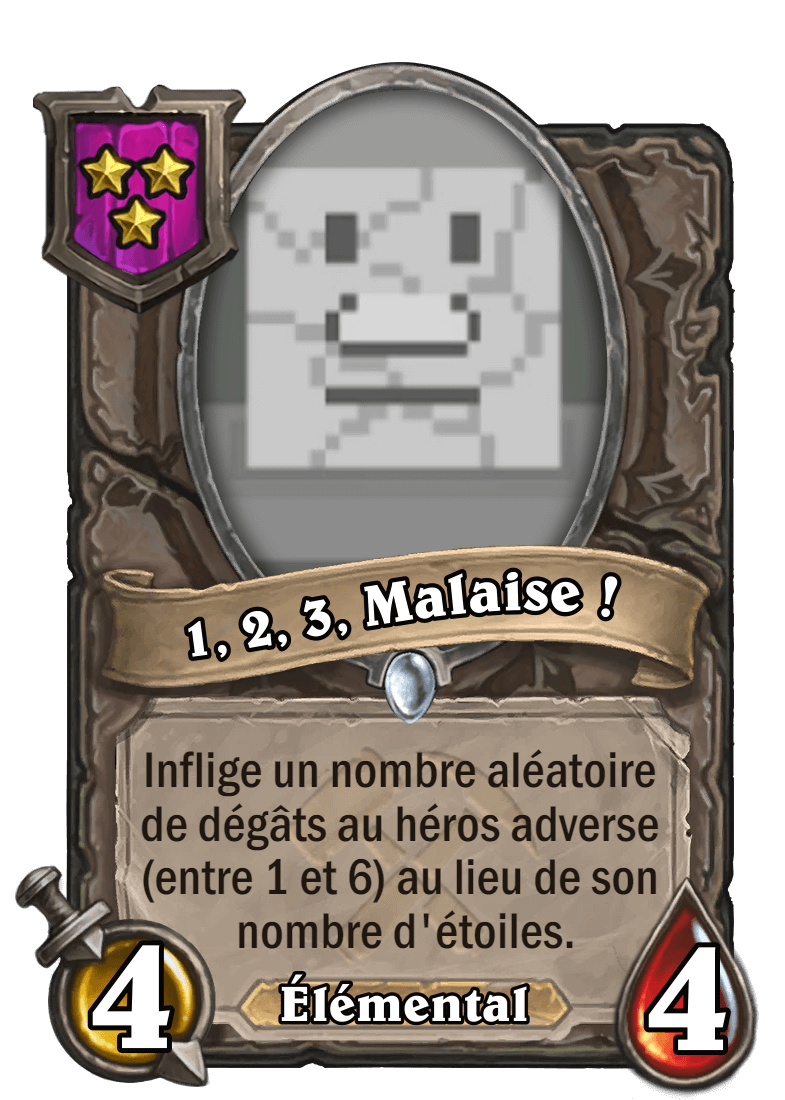 1, 2, 3, Malaise !
Inflige un nombre aléatoire
de dégâts au héros adverse
(entre 1 et 6) au lieu de son
nombre d'étoiles.
4
Élémental
4